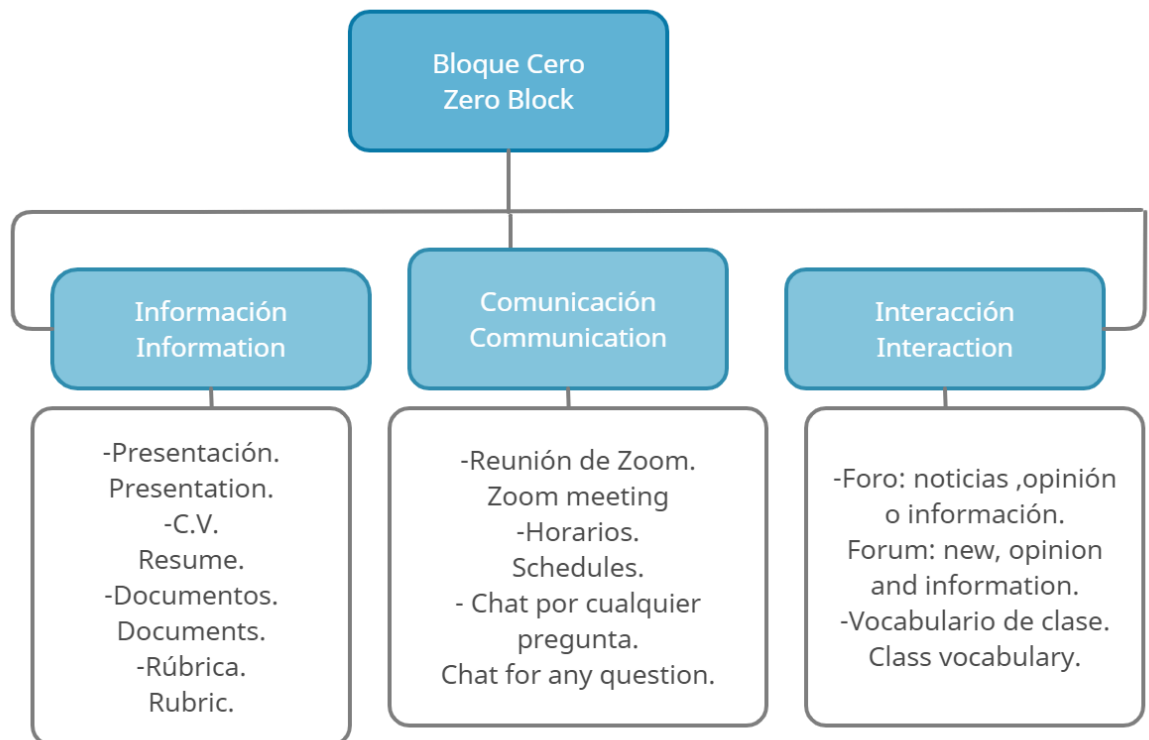 Bloque Cero
Zero Block
Información
Information
Comunicación
Communication
Interacción
Interaction
-Presentación.
Presentation.
-C.V.
Resume.
-Documentos.
Documents.
-Rúbrica.
Rubric.
-Reunión de Zoom.
Zoom meeting
-Horarios.
Schedules.
- Chat por cualquier
pregunta.
Chat for any question.
-Foro: noticias ,opinión
o información.
Forum: new, opinion
and information.
-Vocabulario de clase.
Class vocabulary.